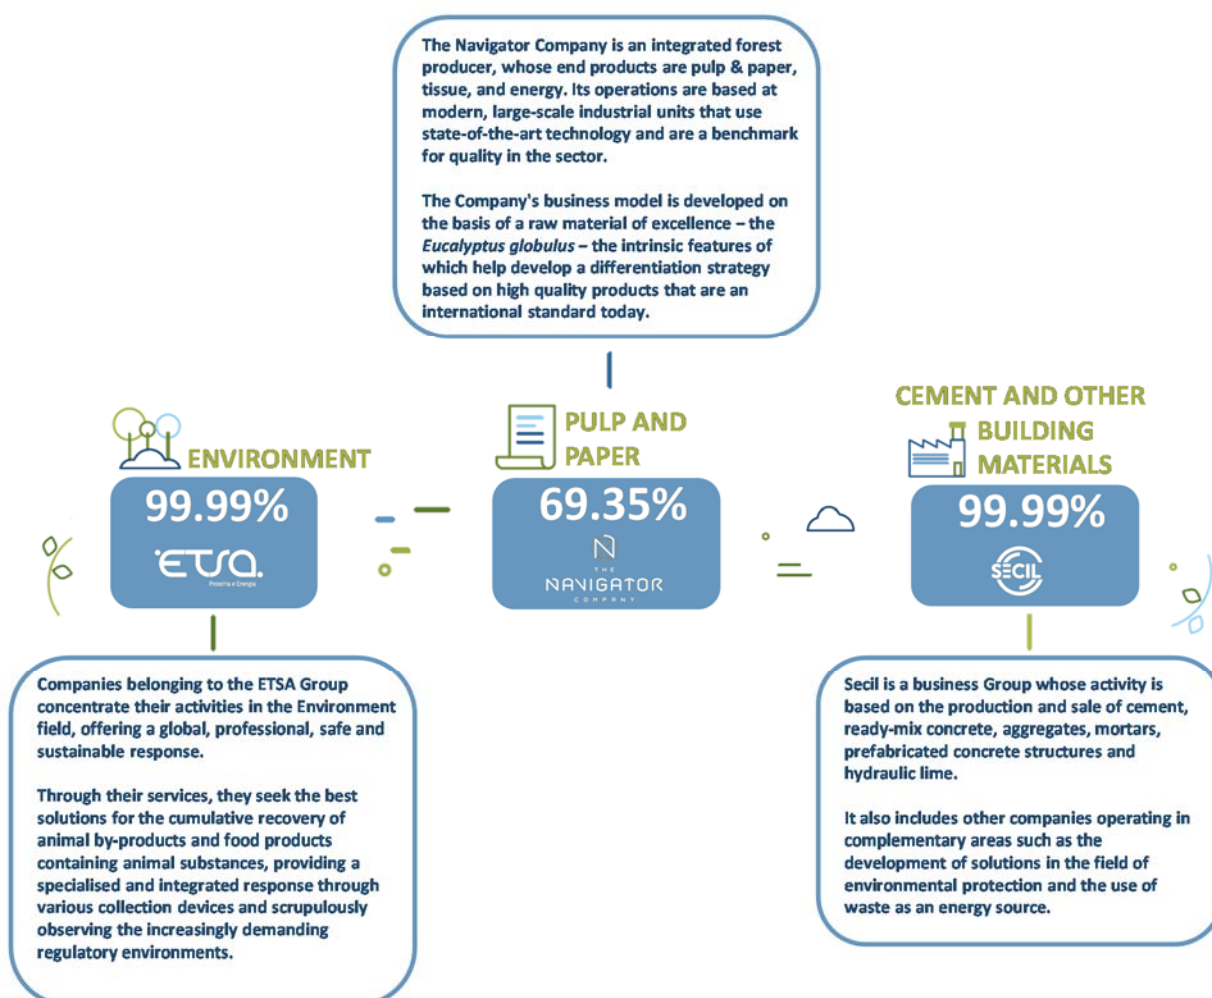 The Navigator Company is an integrated forest
producer, whose end products are pulp & paper,
tissue, and energy. Its operations are based at
modern, large-scale industrial units that use
state-of-the-art technology and are a benchmark
for quality in the sector.
The Company's business model is developed on
the basis of a raw material of excellence – the
Eucalyptus globulus – the intrinsic features of
which help develop a differentiation strategy
based on high quality products that are an
international standard today.
ENVIRONMENT
99.99%
ETSA
Proteína e Energia
PULP AND
PAPER
69.35%
N
THE
NAVIGATOR
COMPANY
CEMENT AND OTHER
BUILDING
MATERIALS
99.99%
SECIL
Companies belonging to the ETSA Group
concentrate their activities in the Environment
field, offering a global, professional, safe and
sustainable response.
Through their services, they seek the best
solutions for the cumulative recovery of
animal by-products and food products
containing animal substances, providing a
specialised and integrated response through
various collection devices and scrupulously
observing the increasingly demanding
regulatory environments.
Secil is a business Group whose activity is
based on the production and sale of cement,
ready-mix concrete, aggregates, mortars,
prefabricated concrete structures and
hydraulic lime.
It also includes other companies operating in
complementary areas such as the
development of solutions in the field of
environmental protection and the use of
waste as an energy source.